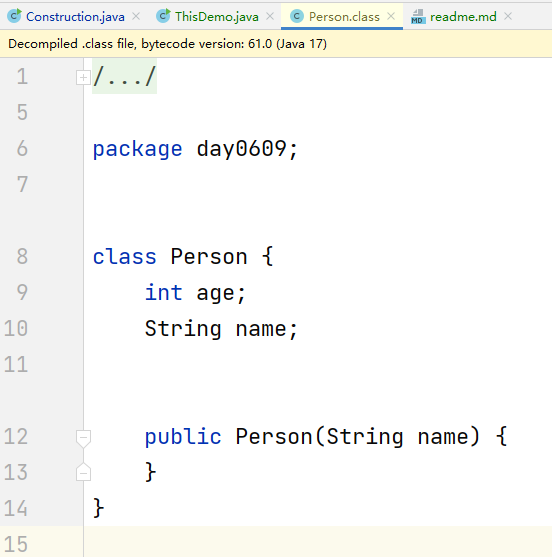 Construction.java ThisDemo.java Person.class readme.md
Decompiled .class file, bytecode version: 61.0 (Java 17)
1 /.../
5
6 package day0609;
7
8 class Person {
9 int age;
10 String name;
11
12 public Person(String name) {
13 }
14 }
15